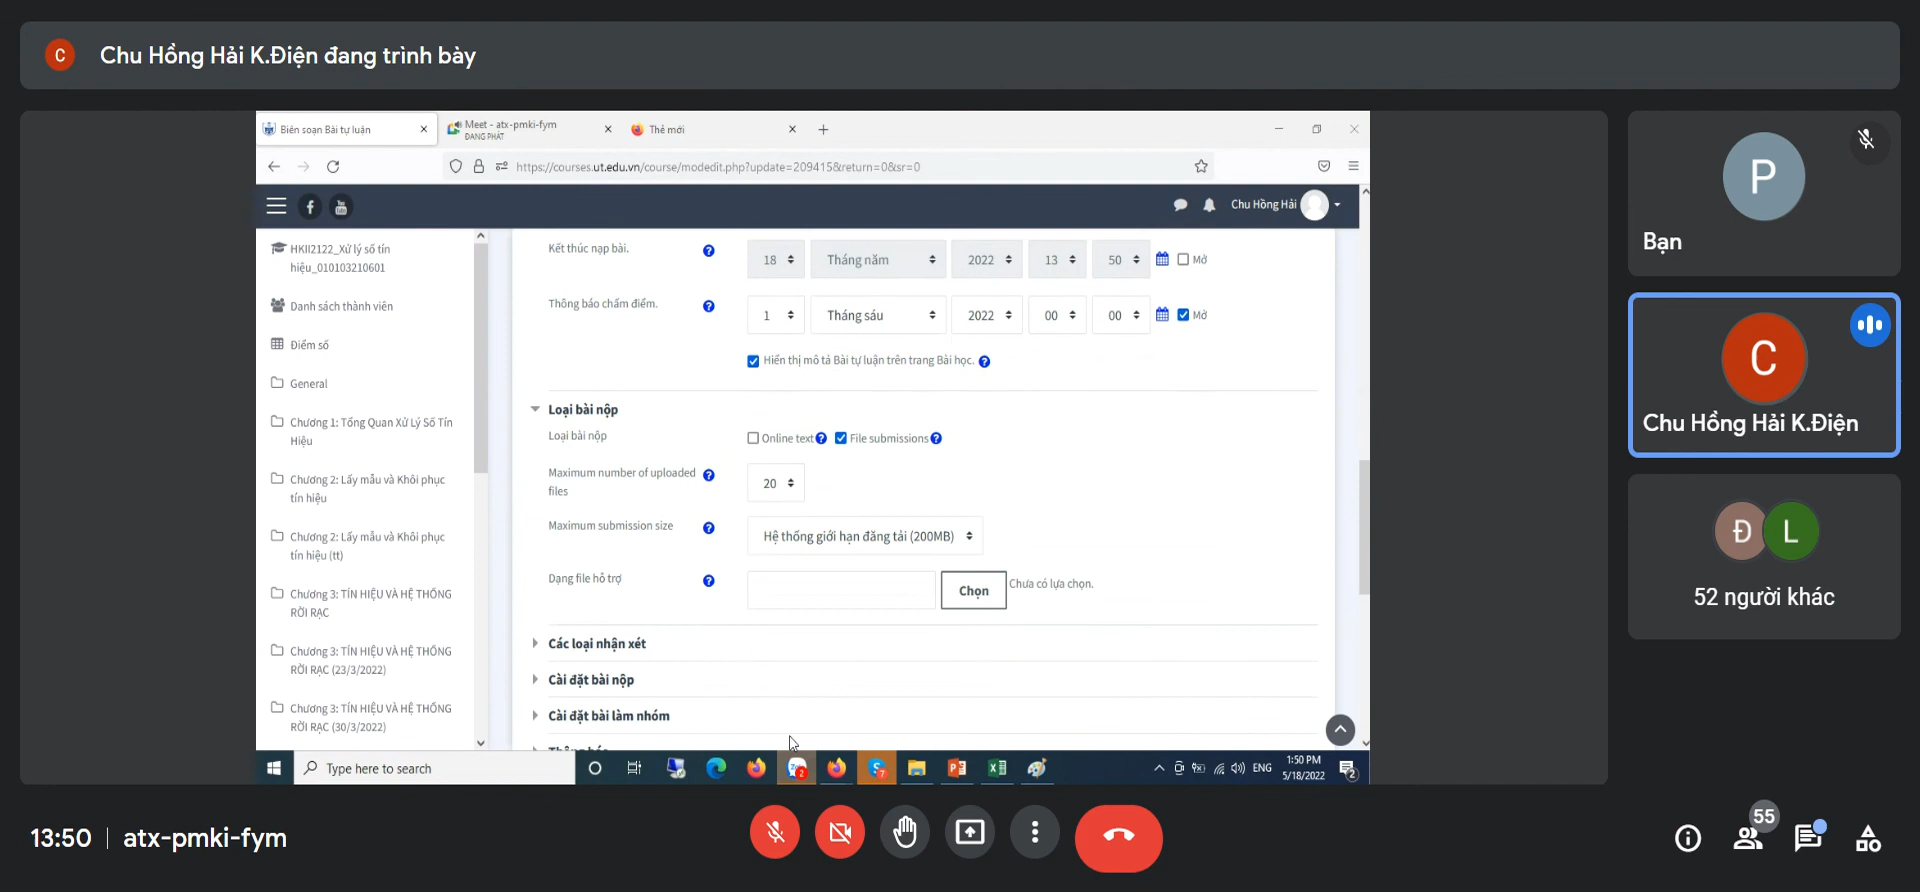 C Chu Hồng Hải K.Điện đang trình bày
Biên soạn Bài tự luận
Meet - atx-pmki-fym
ĐANG PHÁT
Thẻ mới
https://courses.ut.edu.vn/course/modedit.php?update=209415&return=0&sr=0
Chu Hồng Hải
HKII2122_Xử lý số tín
hiệu_010103210601
Danh sách thành viên
Điểm số
General
Chương 1: Tổng Quan Xử Lý Số Tín
Hiệu
Chương 2: Lấy mẫu và Khôi phục
tín hiệu
Chương 2: Lấy mẫu và Khôi phục
tín hiệu (tt)
Chương 3: TÍN HIỆU VÀ HỆ THỐNG
RỜI RẠC
Chương 3: TÍN HIỆU VÀ HỆ THỐNG
RỜI RẠC (23/3/2022)
Chương 3: TÍN HIỆU VÀ HỆ THỐNG
RỜI RẠC (30/3/2022)
Kết thúc nạp bài. 18 Tháng năm 2022 13 50 Mở
Thông báo chấm điểm. 1 Tháng sáu 2022 00 00 Mở
Hiển thị mô tả Bài tự luận trên trang Bài học.
Loại bài nộp
Loại bài nộp Online text File submissions
Maximum number of uploaded
files
20
Maximum submission size
Hệ thống giới hạn đăng tải (200MB)
Dạng file hỗ trợ Chọn Chưa có lựa chọn.
Các loại nhận xét
Cài đặt bài nộp
Cài đặt bài làm nhóm
Type here to search
ENG
1:50 PM
5/18/2022
2
P
Bạn
C
Chu Hồng Hải K.Điện
Đ L
52 người khác
13:50 | atx-pmki-fym
55